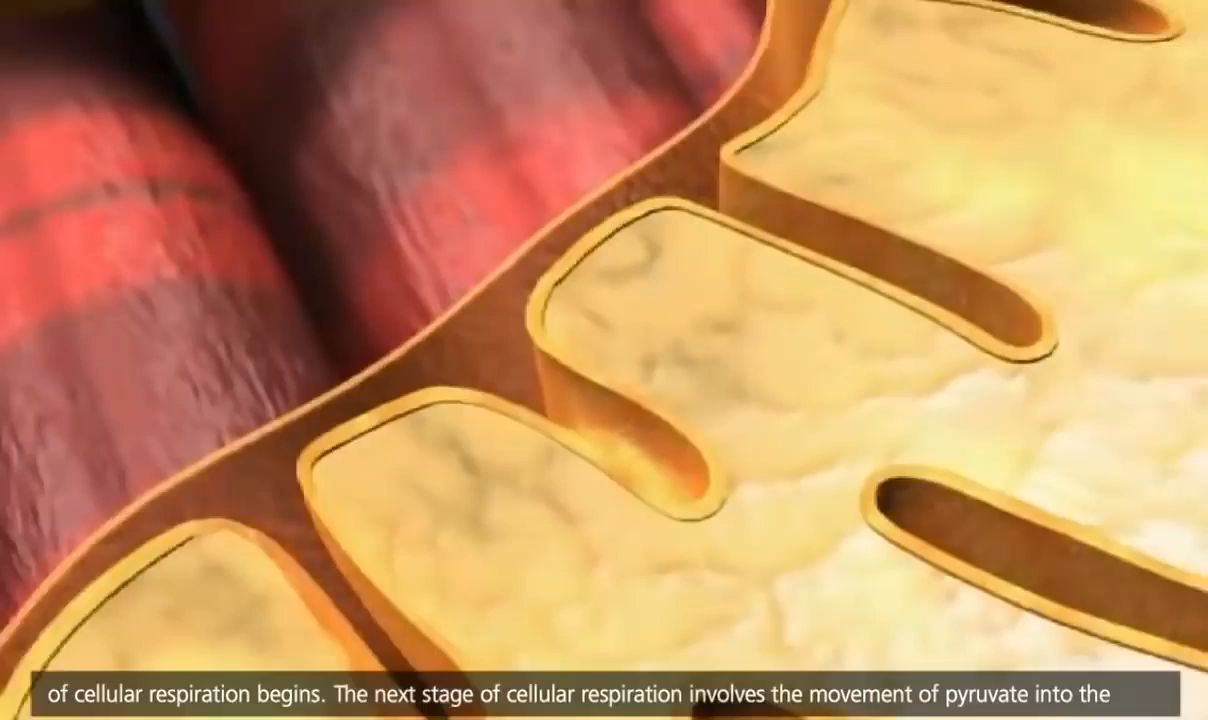 of cellular respiration begins. The next stage of cellular respiration involves the movement of pyruvate into the